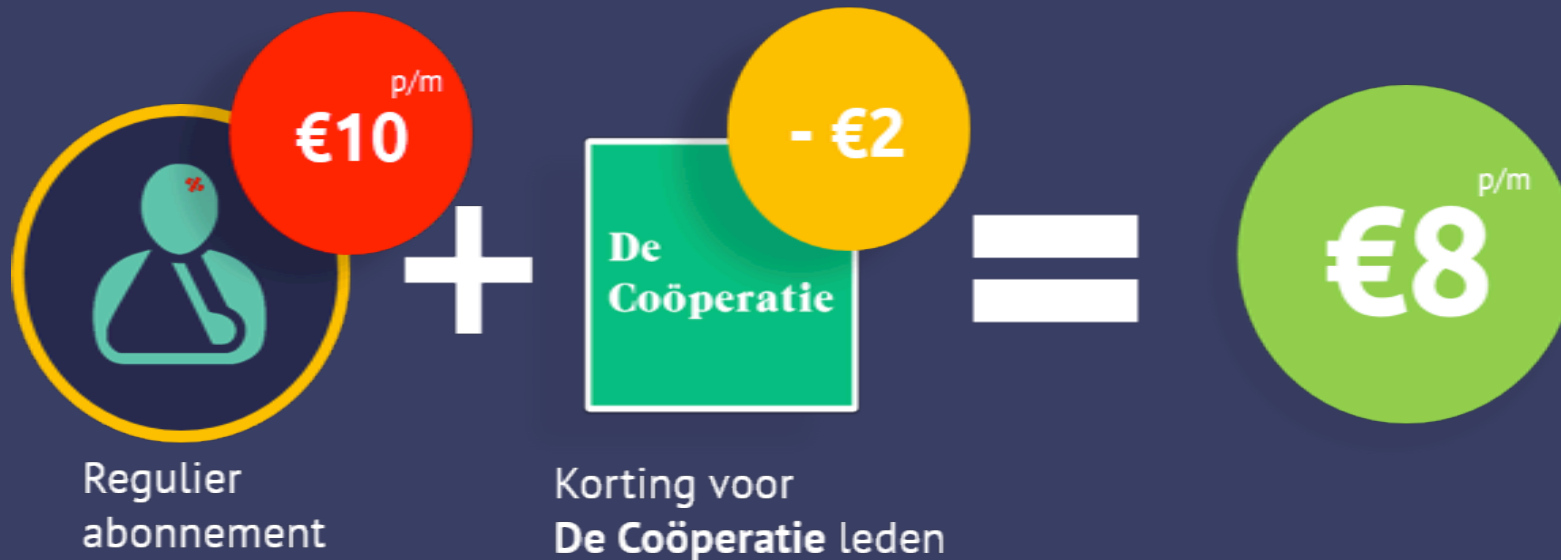 p/m
€10
Regulier
abonnement
+
- €2
De
Coöperatie
Korting voor
De Coöperatie leden
=
p/m
€8